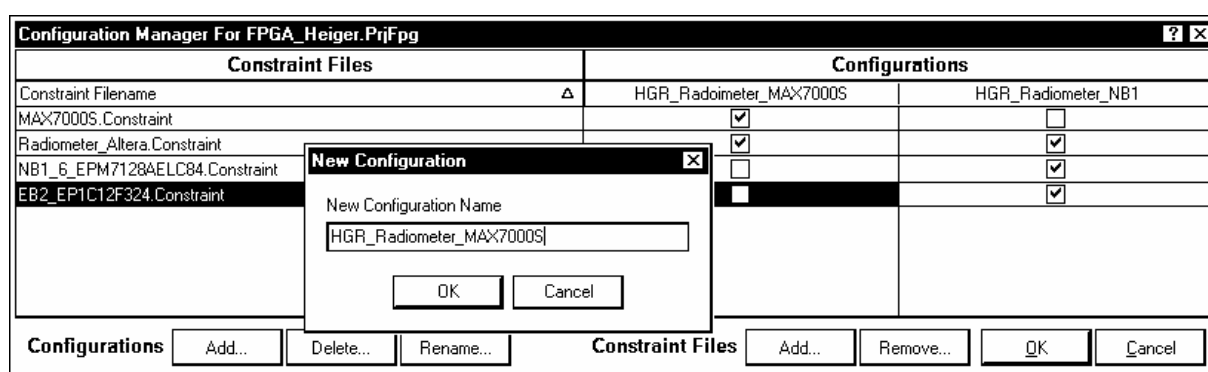 Configuration Manager For FPGA_Heiger.PrjFpg
Constraint Files Configurations
Constraint Filename HGR_Radoimeter_MAX7000S HGR_Radiometer_NB1
MAX7000S.Constraint
Radiometer_Altera.Constraint
NB1_6_EPM7128AELC84.Constraint
EB2_EP1C12F324.Constraint
New Configuration
New Configuration Name
HGR_Radiometer_MAX7000S
OK Cancel
Configurations Add... Delete... Rename... Constraint Files Add... Remove... OK Cancel